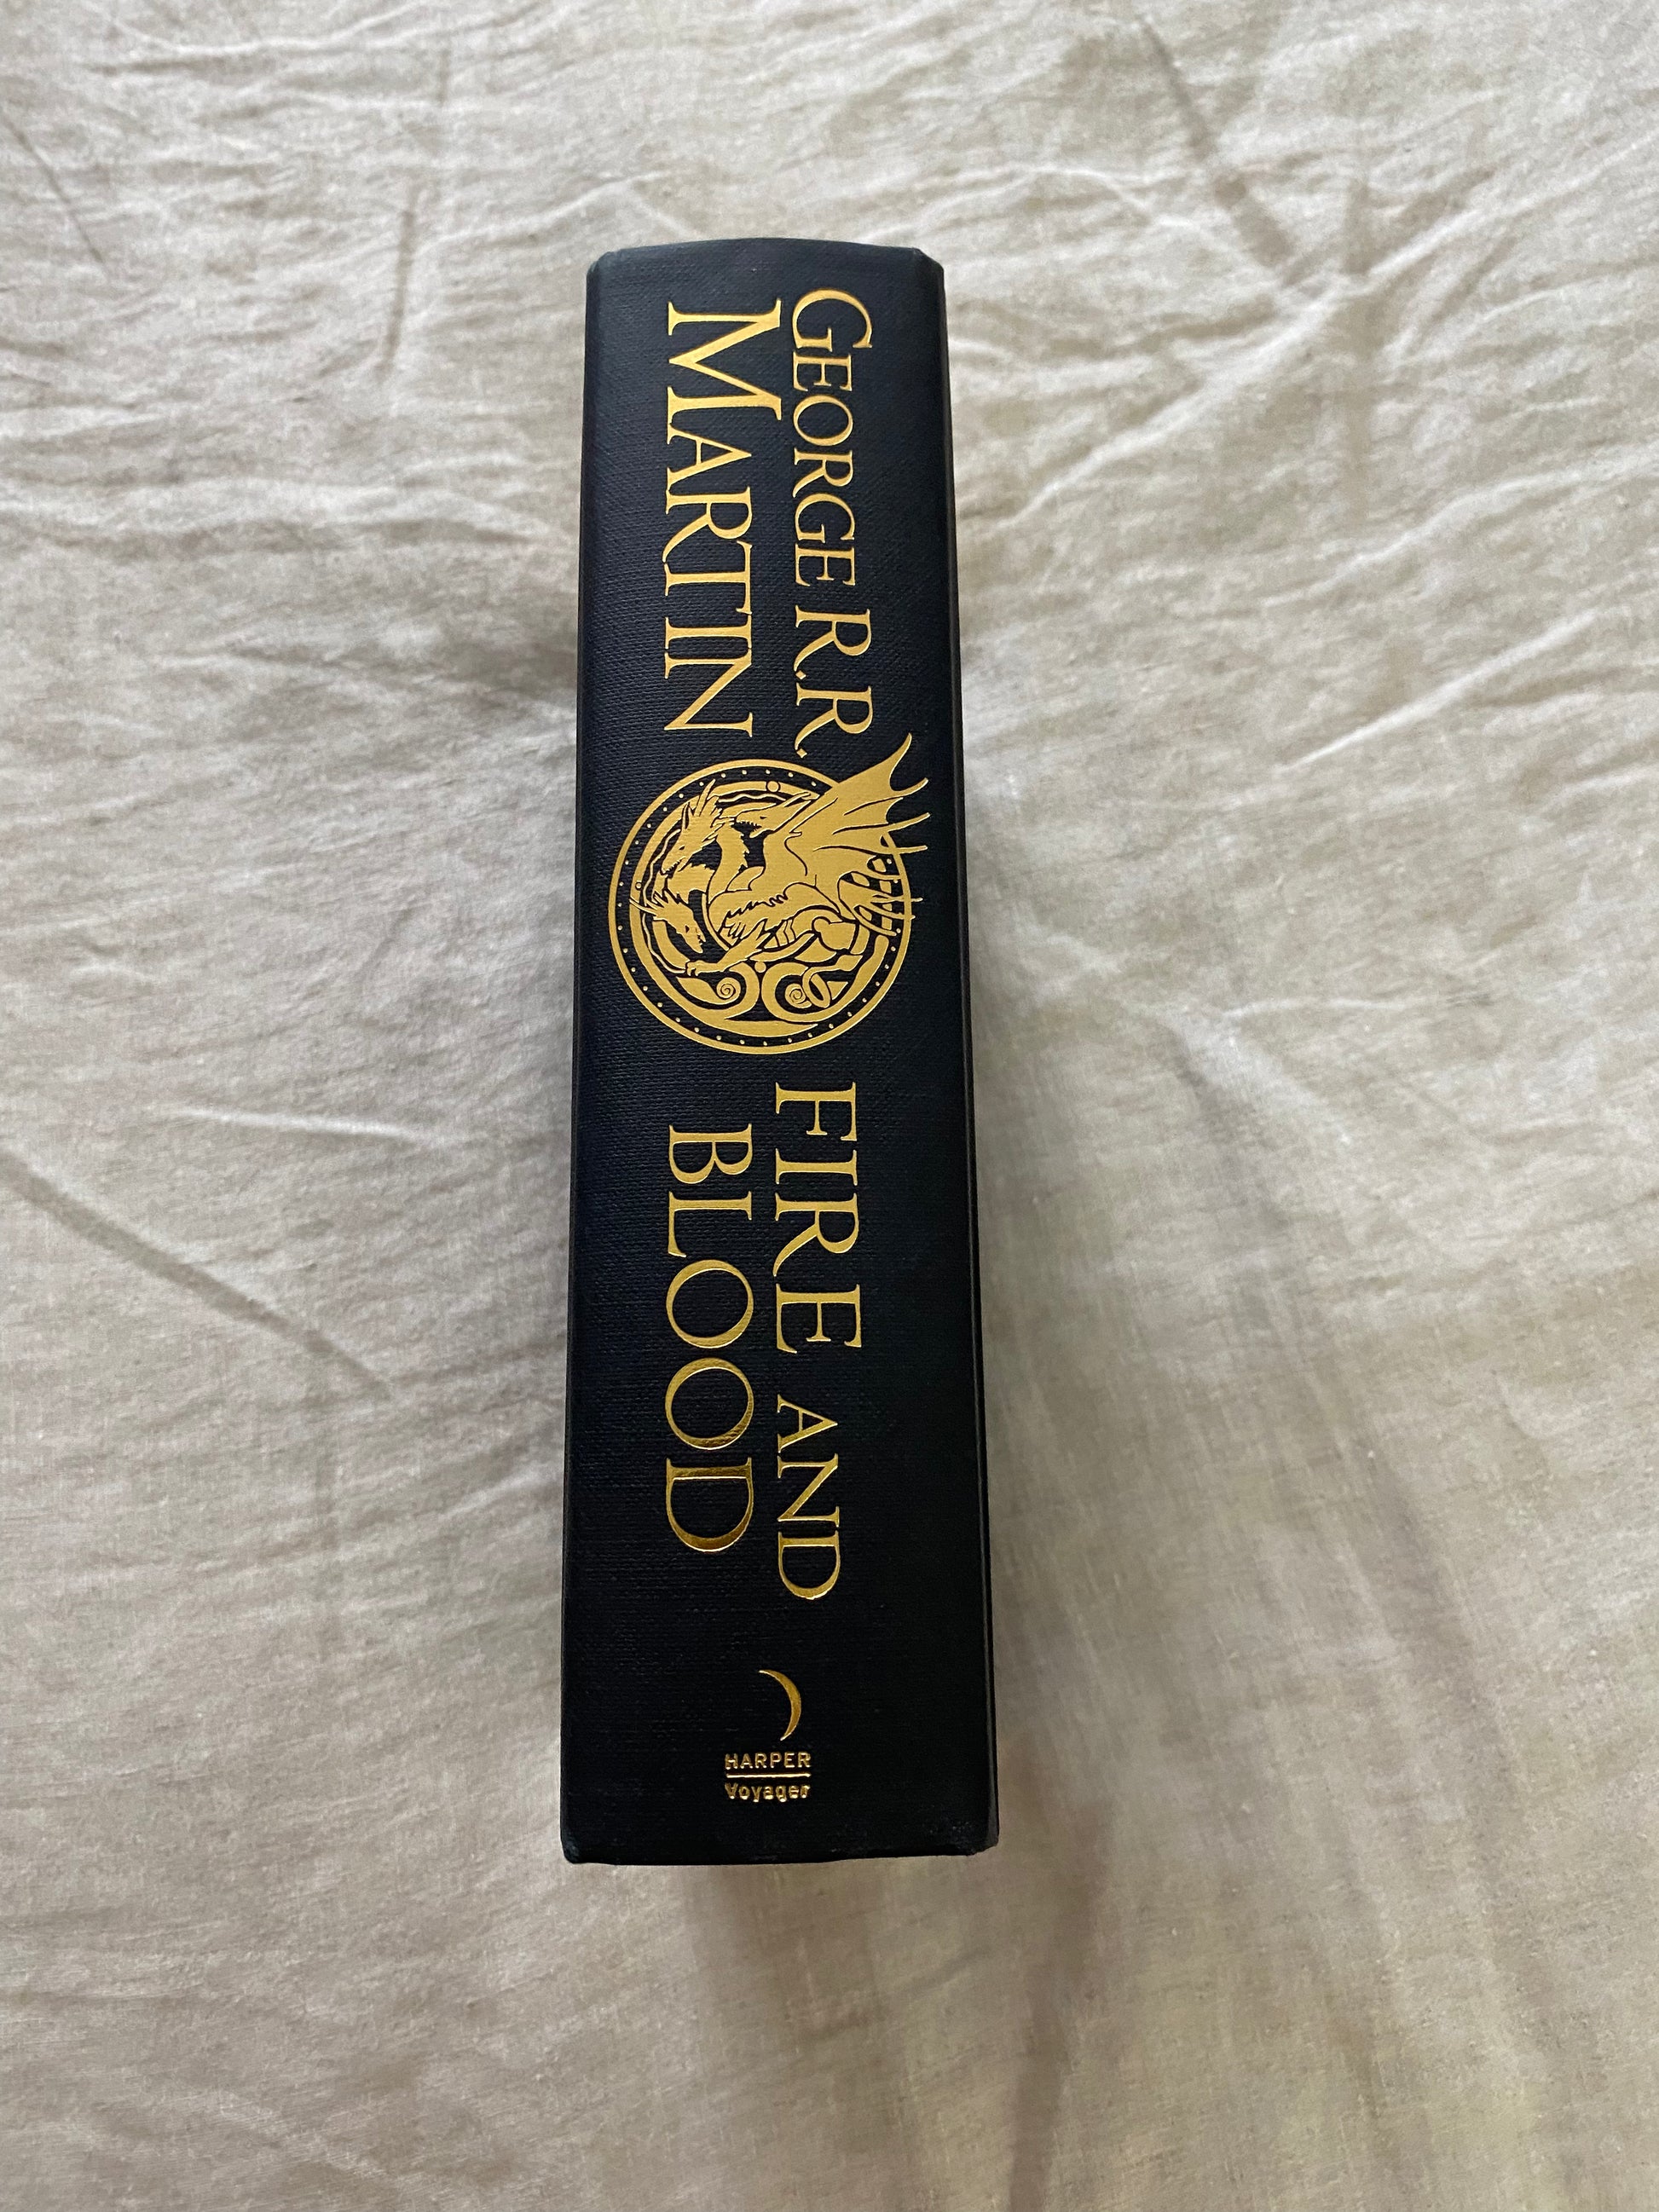 GEORGE R.R.
MARTIN
FIRE AND
BLOOD
HARPER
Voyager